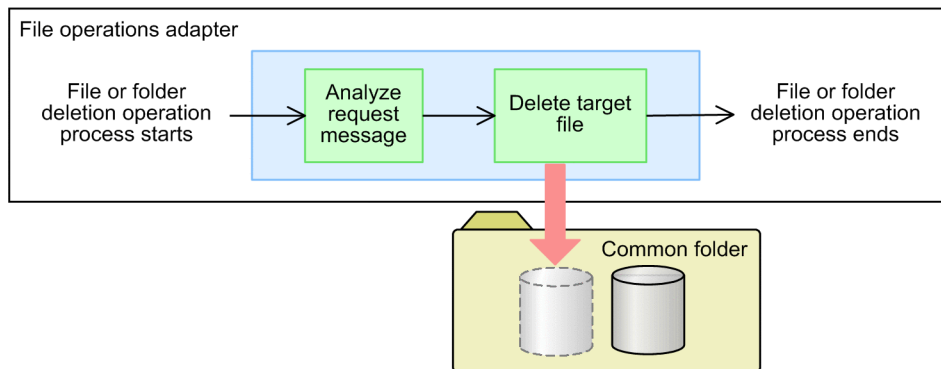 File operations adapter
File or folder
deletion operation
process starts
Analyze
request
message
Delete target
file
File or folder
deletion operation
process ends
Common folder